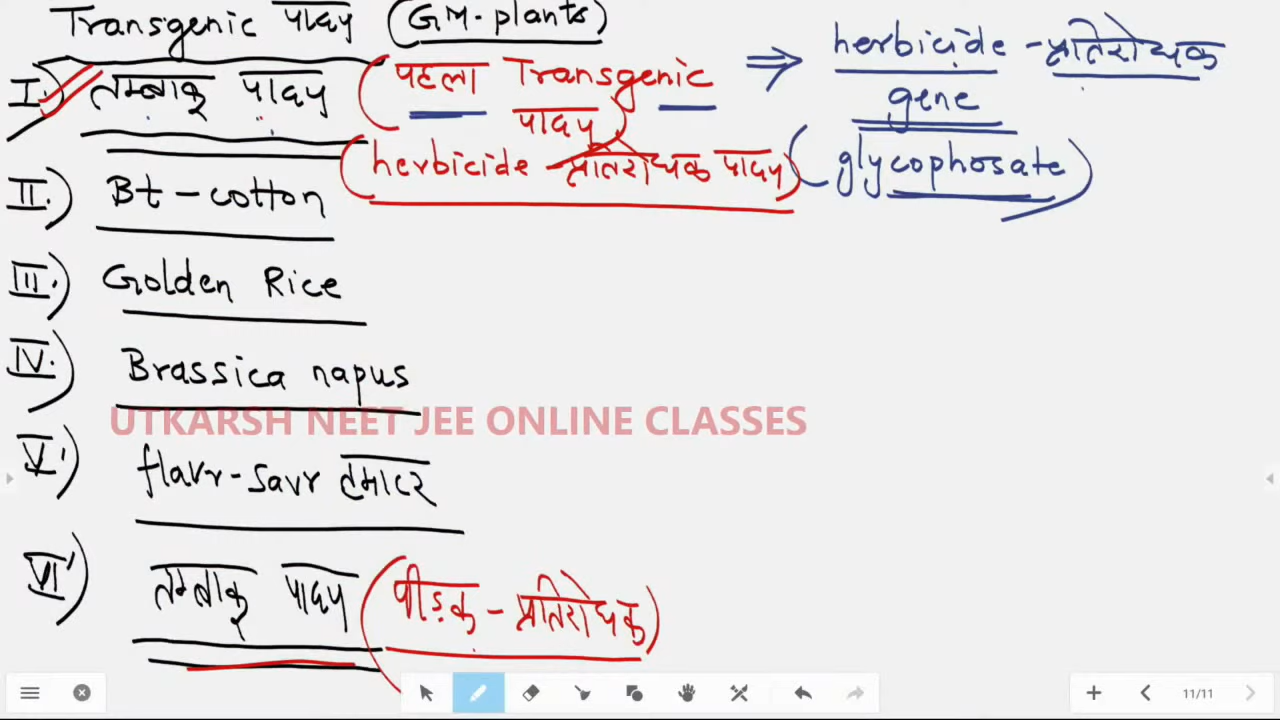 Transgenic पादप (GM-plants)
I.) तम्बाकू पादप (पहला Transgenic पादप) ⇒ herbicide - प्रतिरोधक gene
(herbicide - प्रतिरोधक पादप) (glycophosate)
II.) Bt - cotton
III.) Golden Rice
IV.) Brassica napus
UTKARSH NEET JEE ONLINE CLASSES
V.) flavr - savr टमाटर
VI) तम्बाकू पादप (पीड़क - प्रतिरोधक)
11/11